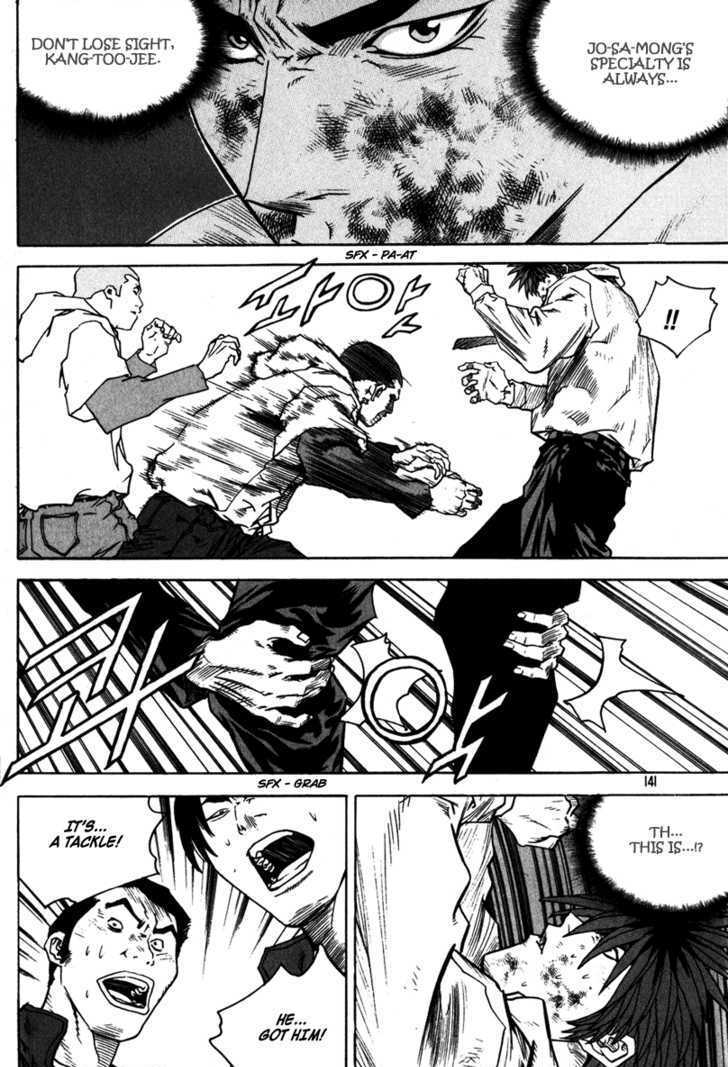 DON'T LOSE SIGHT,
KANG-TOO-JEE.
JO-SA-MONG'S
SPECIALTY IS
ALWAYS...
SFX - PA-AT
!!
SFX - GRAB
141
IT'S...
A TACKLE!
HE...
GOT HIM!
TH...
THIS IS...!?